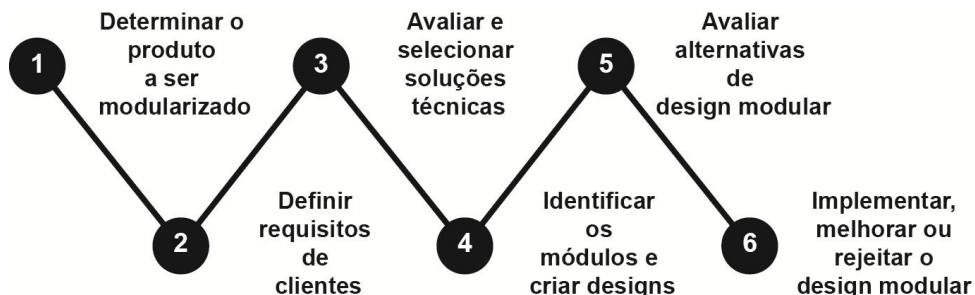 1
Determinar o
produto
a ser
modularizado
2
Definir
requisitos
de
clientes
3
Avaliar e
selecionar
soluções
técnicas
4
Identificar
os
módulos e
criar designs
5
Avaliar
alternativas
de
design modular
6
Implementar,
melhorar ou
rejeitar o
design modular